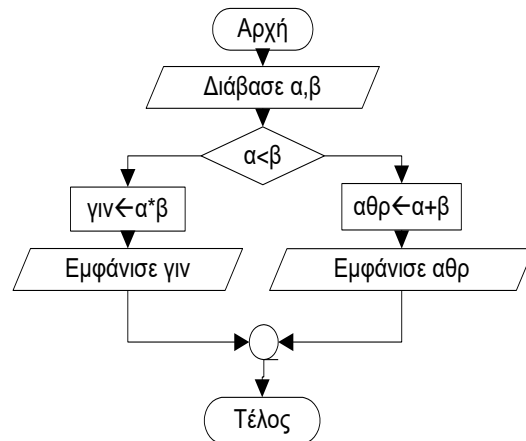 Αρχή
Διάβασε α,β
α<β
γιν←α*β
αθρ←α+β
Εμφάνισε γιν
Εμφάνισε αθρ
Τέλος